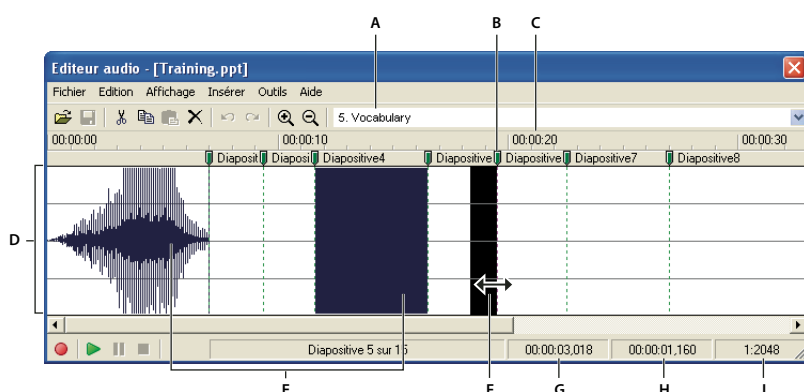 A B C
Editeur audio - [Training.ppt]
Fichier Edition Affichage Insérer Outils Aide
5. Vocabulary
00:00:00 00:00:10 00:00:20 00:00:30
Diaposit Diaposi Diapositive4 Diapositive Diapositive Diapositive7 Diapositive8
D
Diapositive 5 sur 15 00:00:03,018 00:00:01,160 1:2048
E F G H I